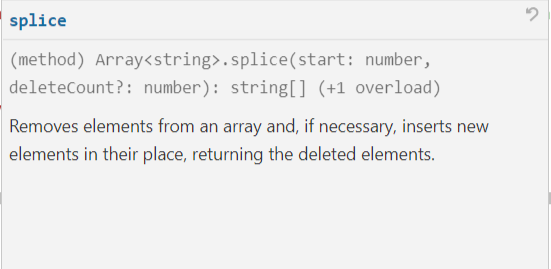 splice
(method) Array<string>.splice(start: number,
deleteCount?: number): string[] (+1 overload)
Removes elements from an array and, if necessary, inserts new
elements in their place, returning the deleted elements.